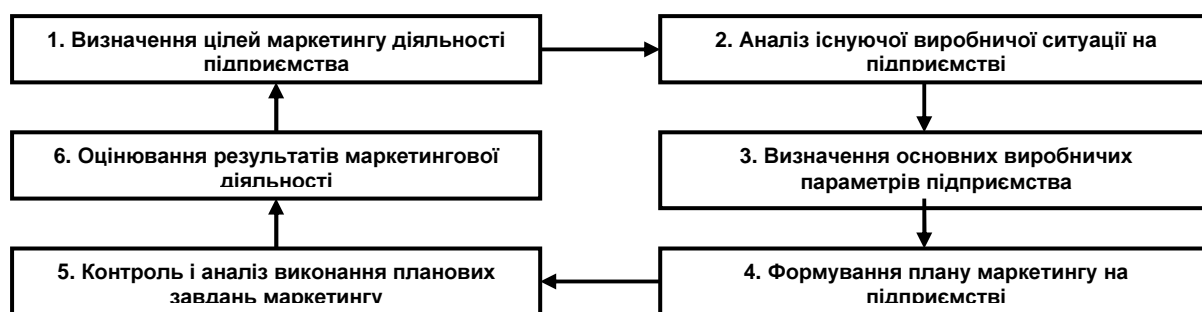 1. Визначення цілей маркетингу діяльності
підприємства
2. Аналіз існуючої виробничої ситуації на
підприємстві
3. Визначення основних виробничих
параметрів підприємства
4. Формування плану маркетингу на
підприємстві
5. Контроль і аналіз виконання планових
завдань маркетингу
6. Оцінювання результатів маркетингової
діяльності